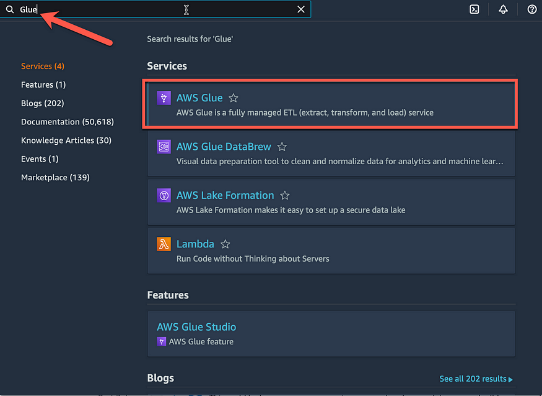 Glue
Search results for 'Glue'
Services (4)
Features (1)
Blogs (202)
Documentation (50,618)
Knowledge Articles (30)
Events (1)
Marketplace (139)
Services
AWS Glue
AWS Glue is a fully managed ETL (extract, transform, and load) service
AWS Glue DataBrew
Visual data preparation tool to clean and normalize data for analytics and machine lear...
AWS Lake Formation
AWS Lake Formation makes it easy to set up a secure data lake
Lambda
Run Code without Thinking about Servers
Features
AWS Glue Studio
AWS Glue feature
Blogs
See all 202 results